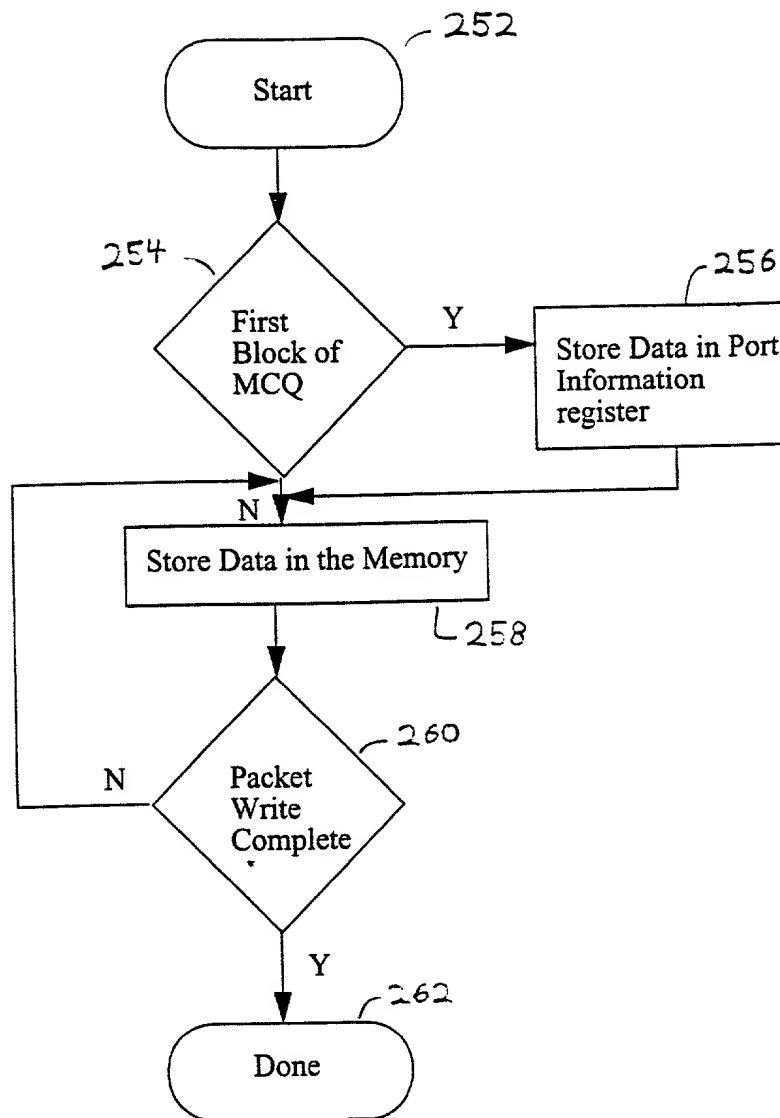 252
Start
254
256
First
Block of
MCQ
Y
Store Data in Port
Information
register
N
Store Data in the Memory
258
260
N
Packet
Write
Complete
Y
262
Done